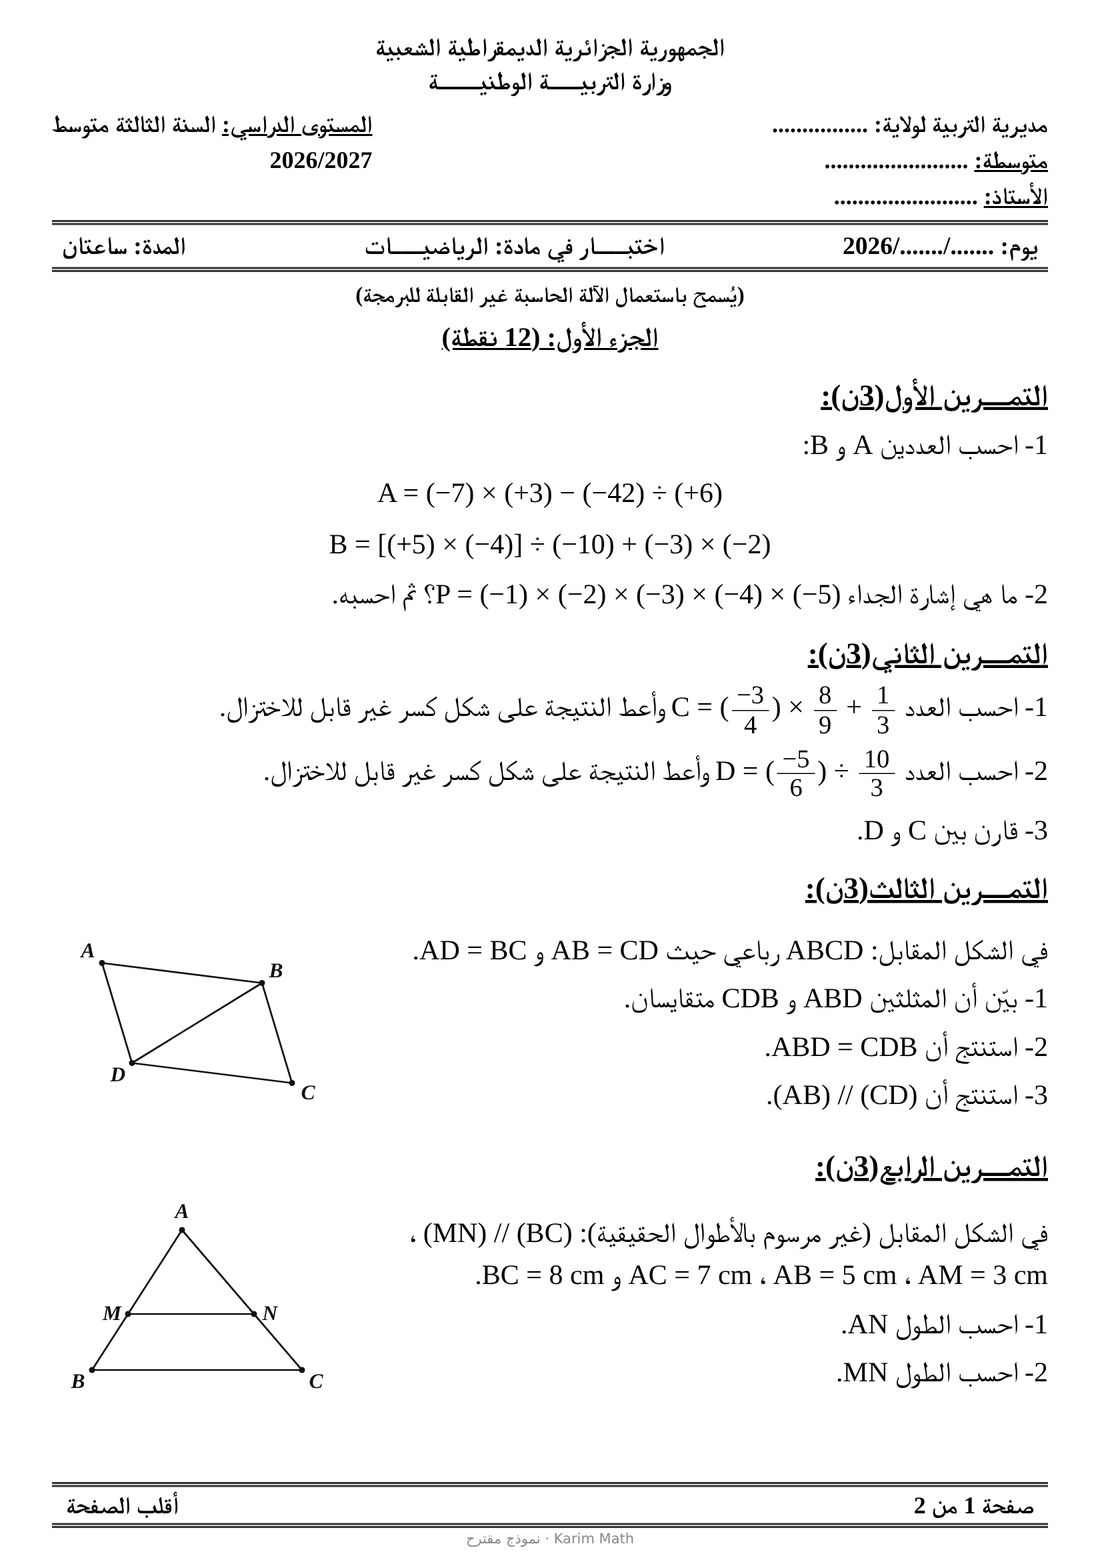 الجمهورية الجزائرية الديمقراطية الشعبية
وزارة التربيـــــة الوطنيـــــــة
مديرية التربية لولاية: ................
المستوى الدراسي: السنة الثالثة متوسط
متوسطة: ........................
2026/2027
الأستاذ: ........................
يوم: ......./......./2026
اختبـــــار في مادة: الرياضيـــــات
المدة: ساعتان
(يُسمح باستعمال الآلة الحاسبة غير القابلة للبرمجة)
الجزء الأول: (12 نقطة)
التمـــرين الأول(3ن):
1- احسب العددين A و B:
A = (−7) × (+3) − (−42) ÷ (+6)
B = [(+5) × (−4)] ÷ (−10) + (−3) × (−2)
2- ما هي إشارة الجداء P = (−1) × (−2) × (−3) × (−4) × (−5)؟ ثم احسبه.
التمـــرين الثاني(3ن):
1- احسب العدد C = (−3/4) × 8/9 + 1/3 وأعط النتيجة على شكل كسر غير قابل للاختزال.
2- احسب العدد D = (−5/6) ÷ 10/3 وأعط النتيجة على شكل كسر غير قابل للاختزال.
3- قارن بين C و D.
التمـــرين الثالث(3ن):
في الشكل المقابل: ABCD رباعي حيث AB = CD و AD = BC.
1- بيّن أن المثلثين ABD و CDB متقايسان.
2- استنتج أن ABD = CDB.
3- استنتج أن (AB) // (CD).
A
B
D
C
التمـــرين الرابع(3ن):
في الشكل المقابل (غير مرسوم بالأطوال الحقيقية): (MN) // (BC) ،
AM = 3 cm ، AB = 5 cm ، AC = 7 cm و BC = 8 cm.
1- احسب الطول AN.
2- احسب الطول MN.
A
M
N
B
C
صفحة 1 من 2
أقلب الصفحة
نموذج مقترح · Karim Math